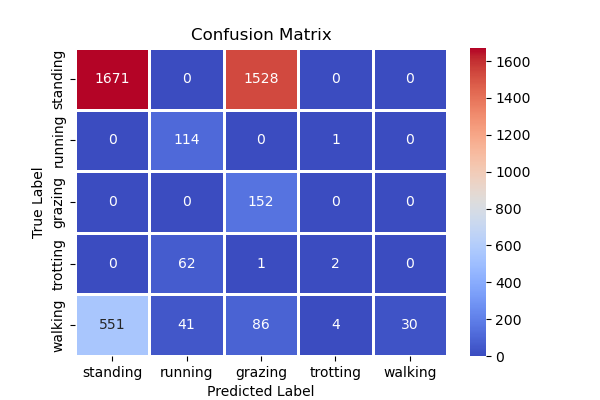 Confusion Matrix
True Label
standing 1671 0 1528 0 0
running 0 114 0 1 0
grazing 0 0 152 0 0
trotting 0 62 1 2 0
walking 551 41 86 4 30
standing running grazing trotting walking
Predicted Label
1600
1400
1200
1000
800
600
400
200
0